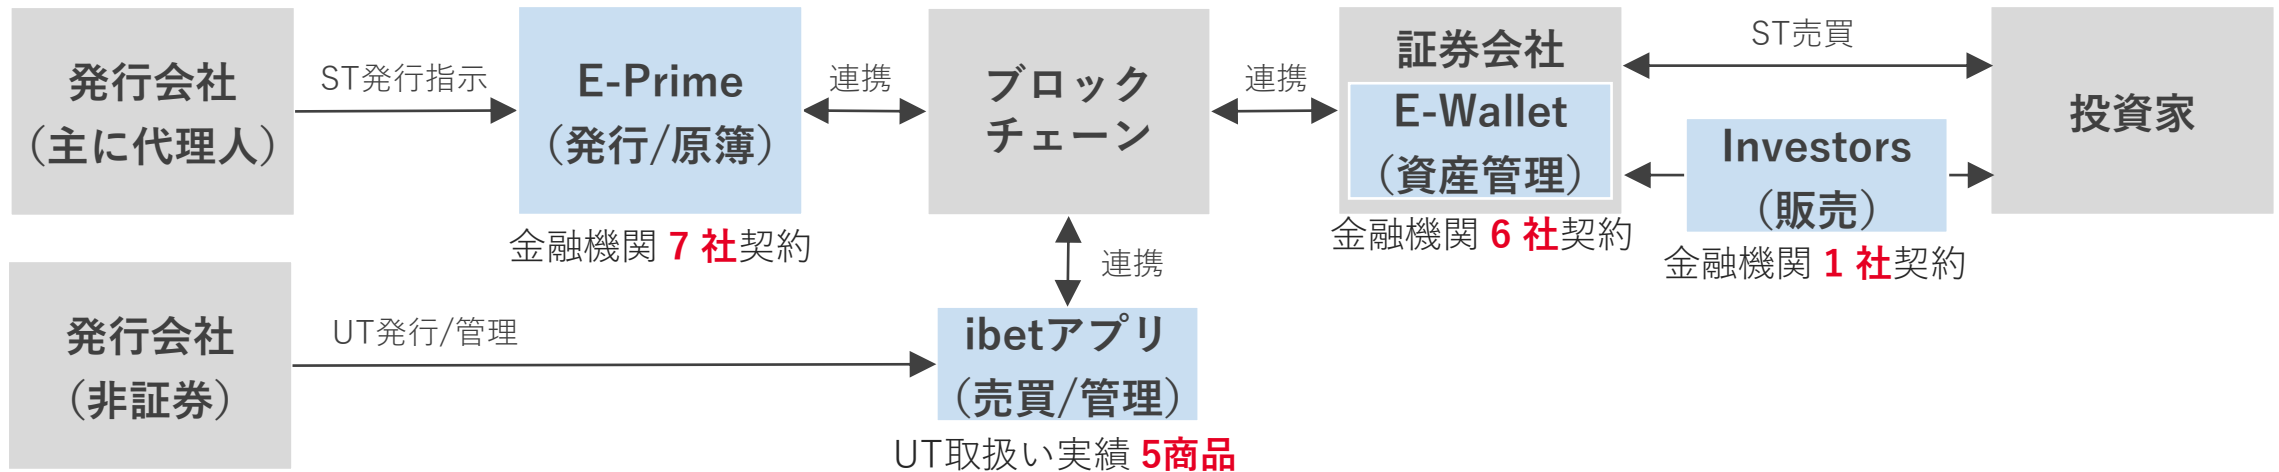 発行会社
（主に代理人）
ST発行指示
E-Prime
（発行/原簿）
金融機関 7 社契約
連携
ブロック
チェーン
連携
証券会社
E-Wallet
（資産管理）
金融機関 6 社契約
ST売買
Investors
（販売）
金融機関 1 社契約
投資家
発行会社
（非証券）
UT発行/管理
連携
ibetアプリ
（売買/管理）
UT取扱い実績 5商品